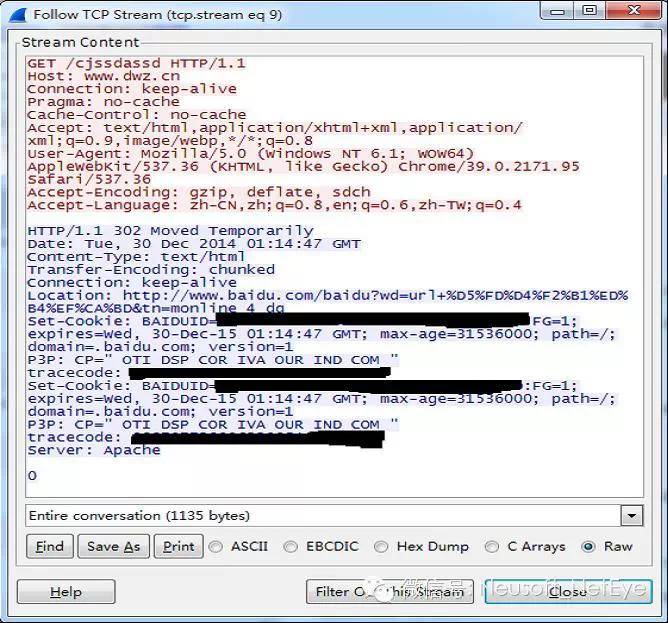 Follow TCP Stream (tcp.stream eq 9)
Stream Content
GET /cjssdassd HTTP/1.1
Host: www.dwz.cn
Connection: keep-alive
Pragma: no-cache
Cache-Control: no-cache
Accept: text/html,application/xhtml+xml,application/
xml;q=0.9,image/webp,*/*;q=0.8
User-Agent: Mozilla/5.0 (Windows NT 6.1; WOW64)
AppleWebKit/537.36 (KHTML, like Gecko) Chrome/39.0.2171.95
Safari/537.36
Accept-Encoding: gzip, deflate, sdch
Accept-Language: zh-CN,zh;q=0.8,en;q=0.6,zh-TW;q=0.4
HTTP/1.1 302 Moved Temporarily
Date: Tue, 30 Dec 2014 01:14:47 GMT
Content-Type: text/html
Transfer-Encoding: chunked
Connection: keep-alive
Location: http://www.baidu.com/baidu?wd=url+%D5%FD%D4%F2%B1%ED%
B4%EF%CA%BD&tn=monline_4_dg
Set-Cookie: BAIDUID= :FG=1;
expires=Wed, 30-Dec-15 01:14:47 GMT; max-age=31536000; path=/;
domain=.baidu.com; version=1
P3P: CP=" OTI DSP COR IVA OUR IND COM "
tracecode:
Set-Cookie: BAIDUID= :FG=1;
expires=Wed, 30-Dec-15 01:14:47 GMT; max-age=31536000; path=/;
domain=.baidu.com; version=1
P3P: CP=" OTI DSP COR IVA OUR IND COM "
tracecode:
Server: Apache
0
Entire conversation (1135 bytes)
Find Save As Print ASCII EBCDIC Hex Dump C Arrays Raw
Help Filter Out This Stream Close
微信号: Neusoft_NetEye